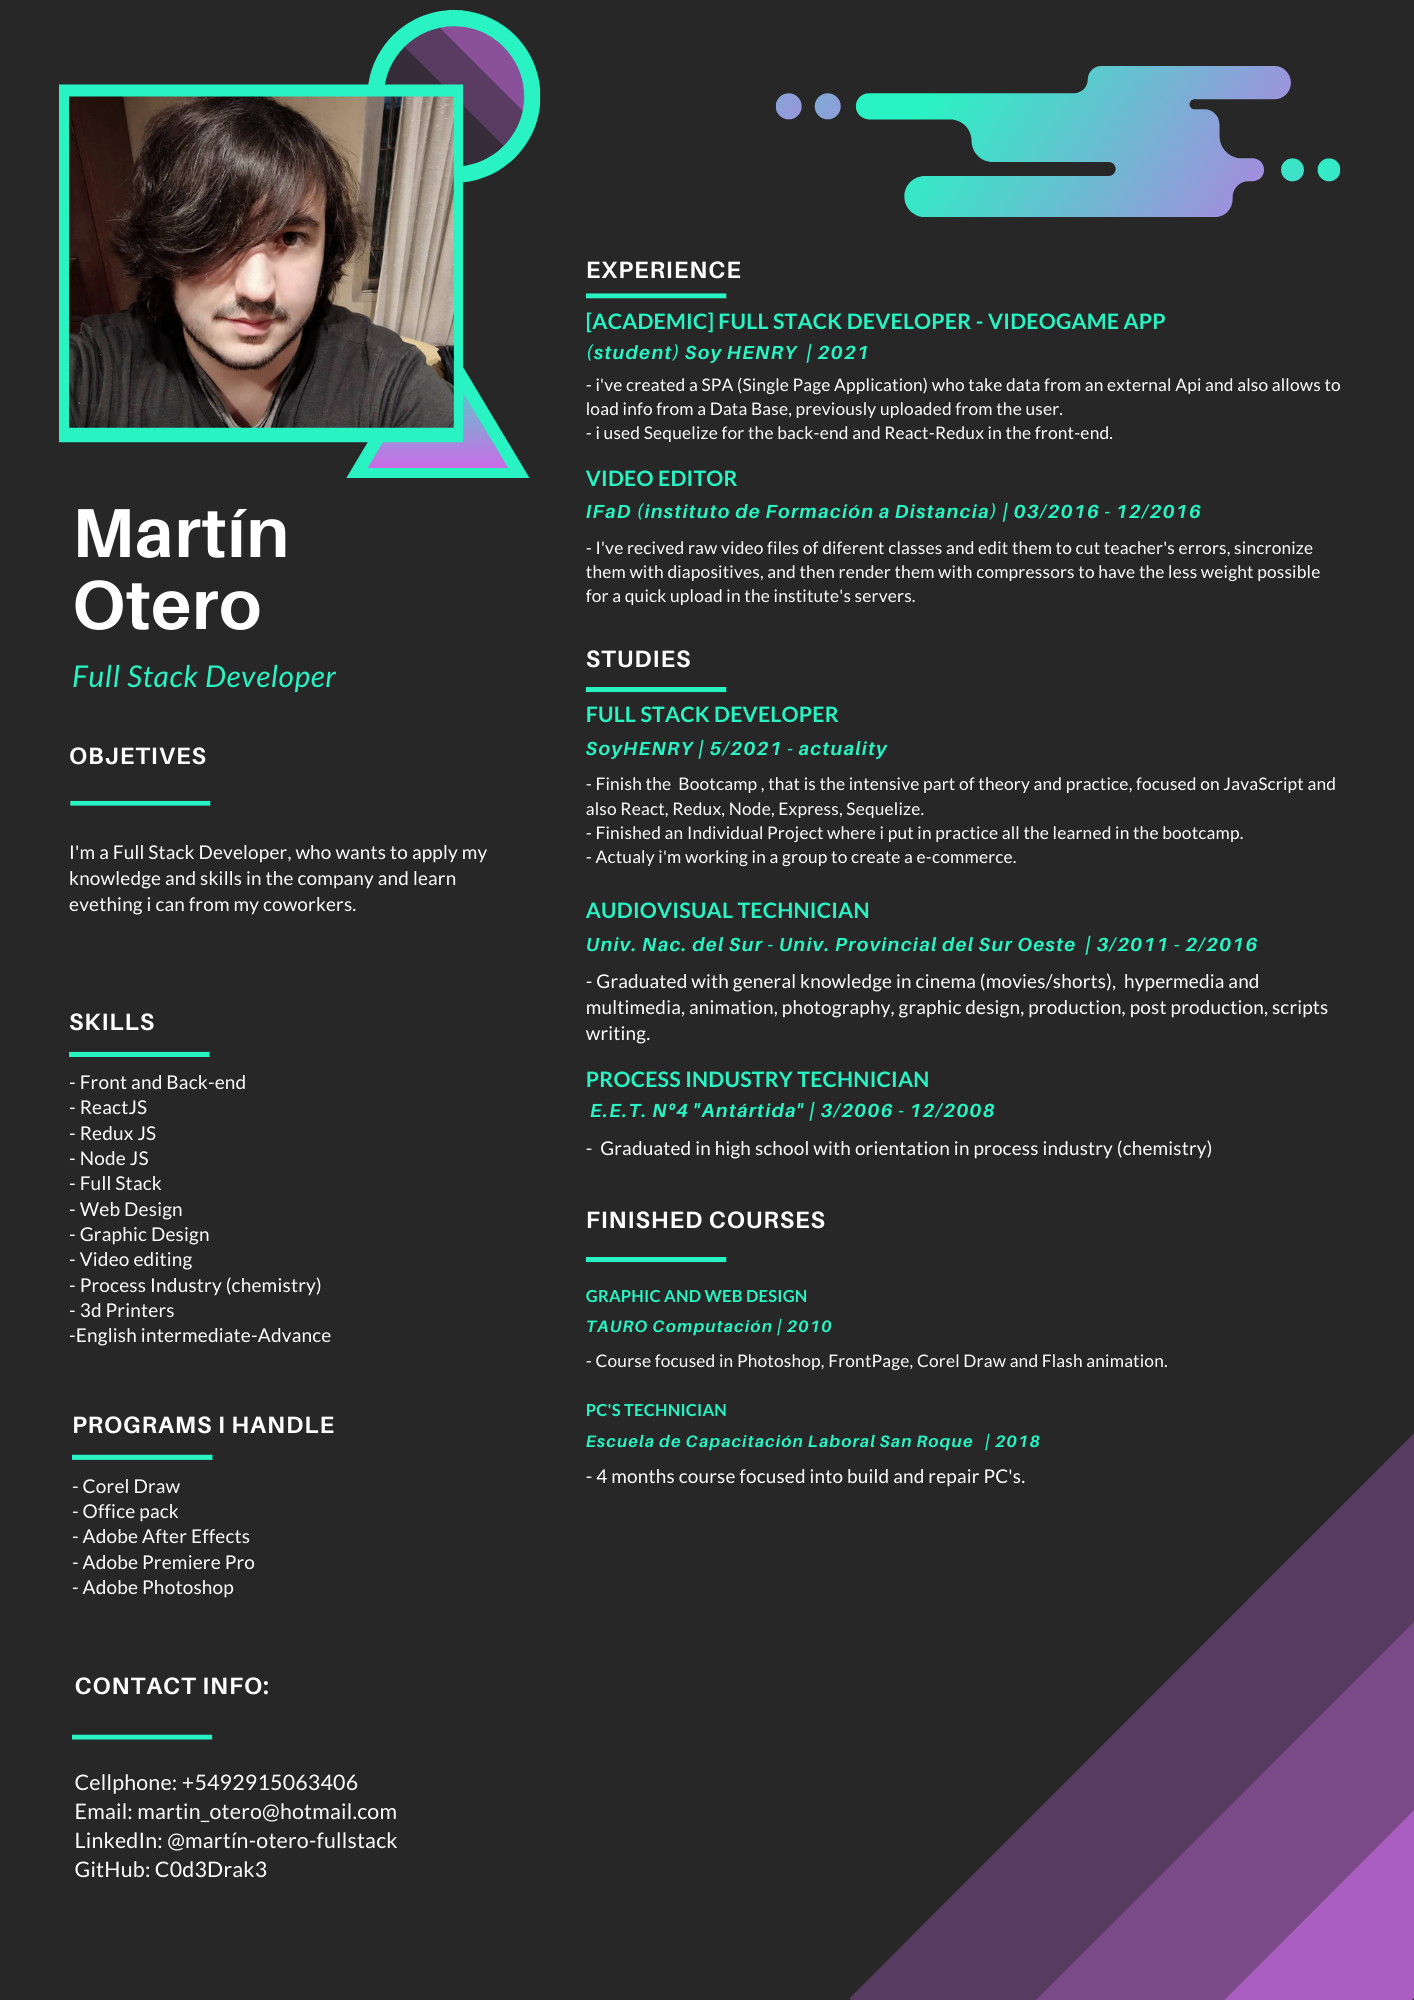 Martín
Otero
Full Stack Developer
OBJETIVES
I'm a Full Stack Developer, who wants to apply my
knowledge and skills in the company and learn
evething i can from my coworkers.
SKILLS
- Front and Back-end
- ReactJS
- Redux JS
- Node JS
- Full Stack
- Web Design
- Graphic Design
- Video editing
- Process Industry (chemistry)
- 3d Printers
-English intermediate-Advance
PROGRAMS I HANDLE
- Corel Draw
- Office pack
- Adobe After Effects
- Adobe Premiere Pro
- Adobe Photoshop
CONTACT INFO:
Cellphone: +5492915063406
Email: martin_otero@hotmail.com
LinkedIn: @martín-otero-fullstack
GitHub: C0d3Drak3
EXPERIENCE
[ACADEMIC] FULL STACK DEVELOPER - VIDEOGAME APP
(student) Soy HENRY | 2021
- i've created a SPA (Single Page Application) who take data from an external Api and also allows to
load info from a Data Base, previously uploaded from the user.
- i used Sequelize for the back-end and React-Redux in the front-end.
VIDEO EDITOR
IFaD (instituto de Formación a Distancia) | 03/2016 - 12/2016
- I've recived raw video files of diferent classes and edit them to cut teacher's errors, sincronize
them with diapositives, and then render them with compressors to have the less weight possible
for a quick upload in the institute's servers.
STUDIES
FULL STACK DEVELOPER
SoyHENRY | 5/2021 - actuality
- Finish the  Bootcamp , that is the intensive part of theory and practice, focused on JavaScript and
also React, Redux, Node, Express, Sequelize.
- Finished an Individual Project where i put in practice all the learned in the bootcamp.
- Actualy i'm working in a group to create a e-commerce.
AUDIOVISUAL TECHNICIAN
Univ. Nac. del Sur - Univ. Provincial del Sur Oeste | 3/2011 - 2/2016
- Graduated with general knowledge in cinema (movies/shorts),  hypermedia and
multimedia, animation, photography, graphic design, production, post production, scripts
writing.
PROCESS INDUSTRY TECHNICIAN
E.E.T. Nº4 "Antártida" | 3/2006 - 12/2008
-  Graduated in high school with orientation in process industry (chemistry)
FINISHED COURSES
GRAPHIC AND WEB DESIGN
TAURO Computación | 2010
- Course focused in Photoshop, FrontPage, Corel Draw and Flash animation.
PC'S TECHNICIAN
Escuela de Capacitación Laboral San Roque  | 2018
- 4 months course focused into build and repair PC's.